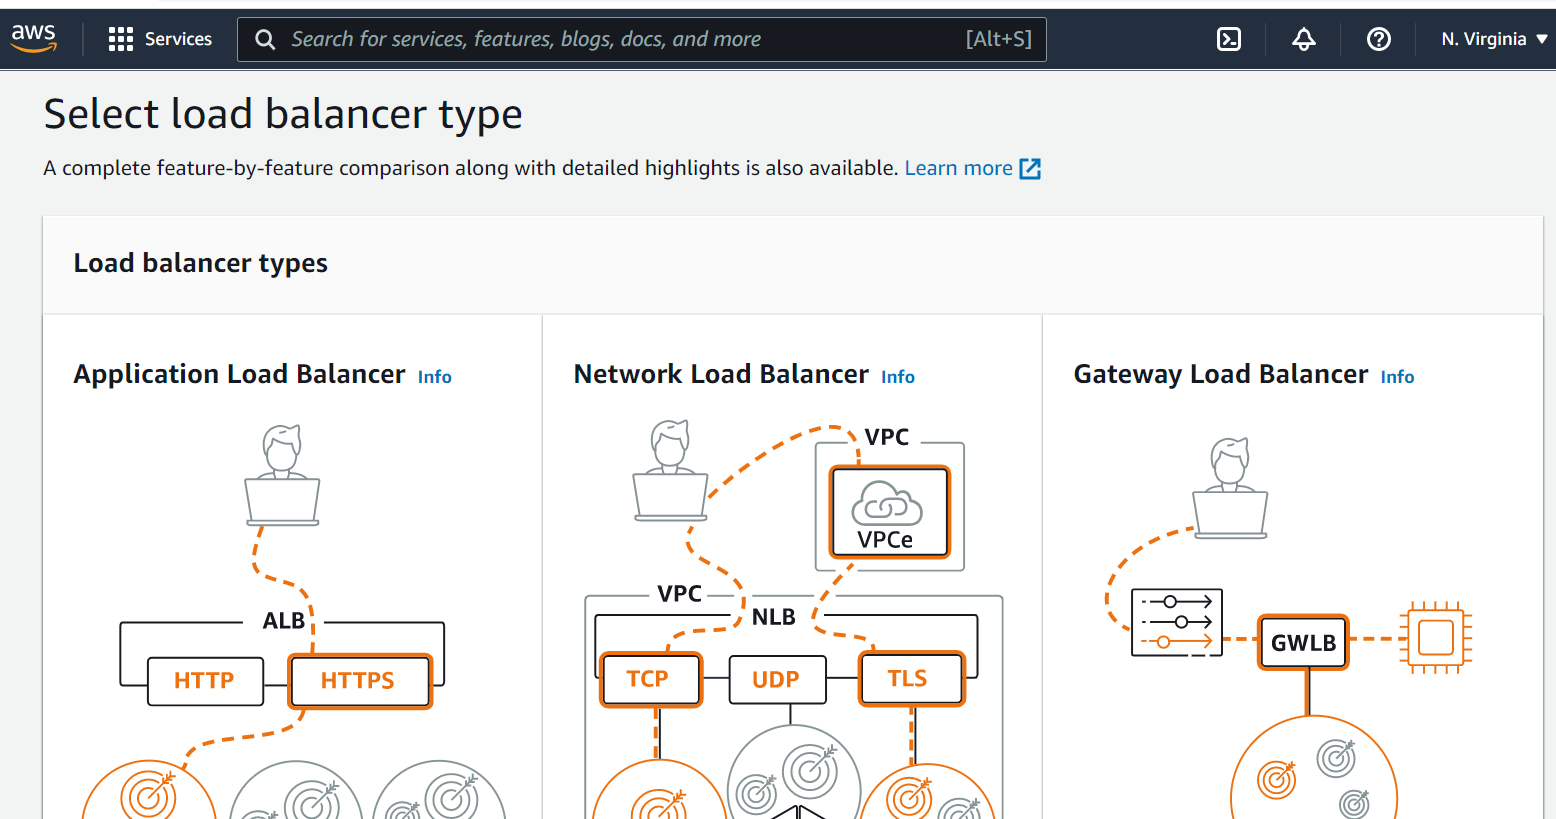 aws
Services
Search for services, features, blogs, docs, and more [Alt+S]
N. Virginia
Select load balancer type
A complete feature-by-feature comparison along with detailed highlights is also available. Learn more
Load balancer types
Application Load Balancer Info
ALB
HTTP
HTTPS
Network Load Balancer Info
VPC
VPCe
VPC
NLB
TCP
UDP
TLS
Gateway Load Balancer Info
GWLB